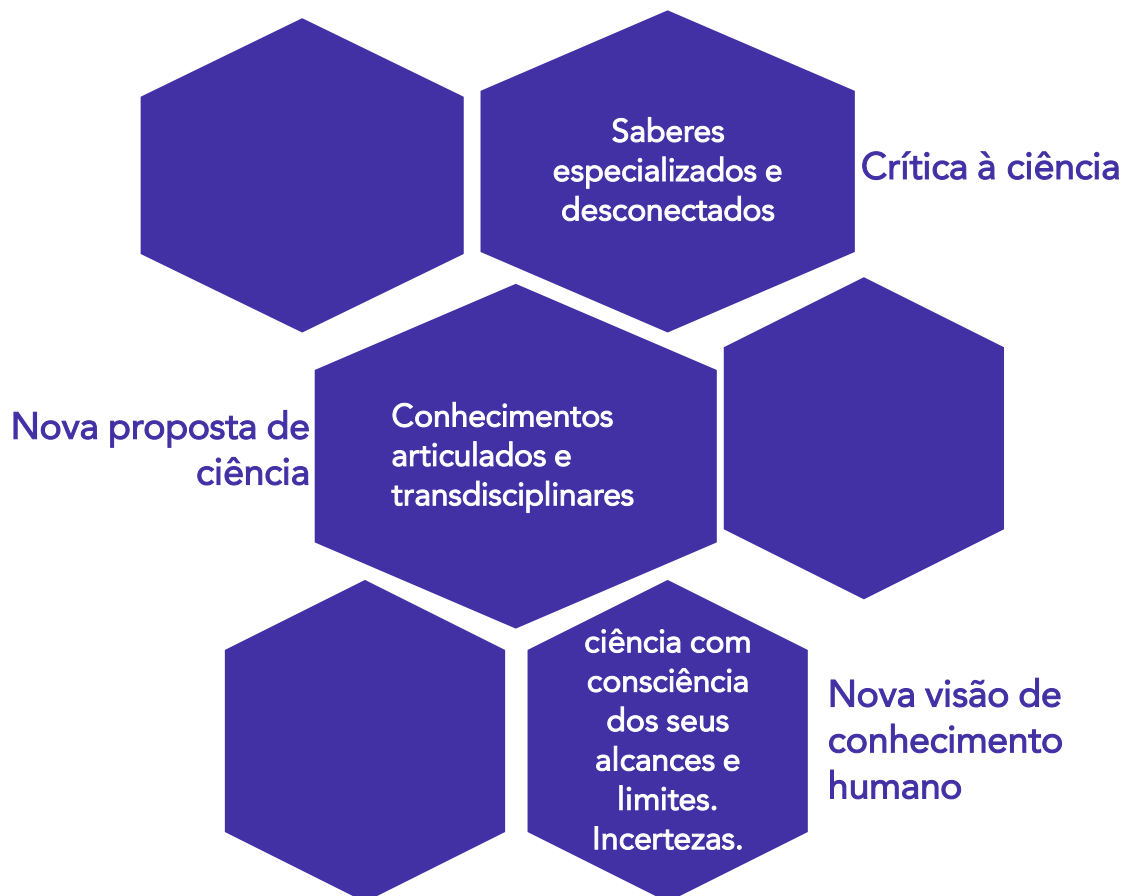 Saberes
especializados e
desconectados
Crítica à ciência
Nova proposta de
ciência
Conhecimentos
articulados e
transdisciplinares
ciência com
consciência
dos seus
alcances e
limites.
Incertezas.
Nova visão de
conhecimento
humano